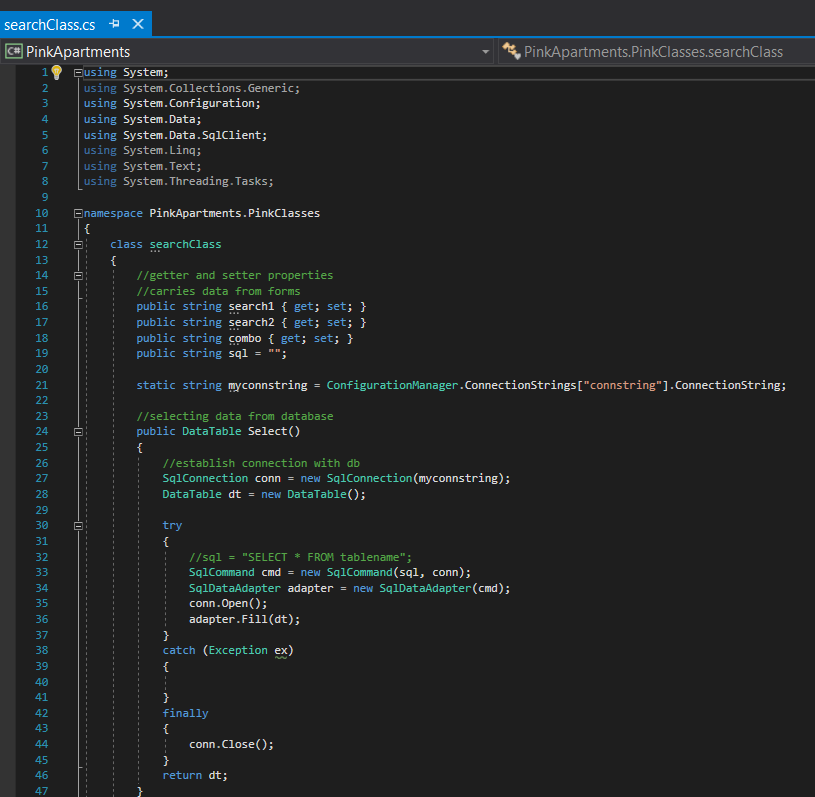 searchClass.cs
C# PinkApartments
PinkApartments.PinkClasses.searchClass
1 using System;
2 using System.Collections.Generic;
3 using System.Configuration;
4 using System.Data;
5 using System.Data.SqlClient;
6 using System.Linq;
7 using System.Text;
8 using System.Threading.Tasks;
9
10 namespace PinkApartments.PinkClasses
11 {
12 class searchClass
13 {
14 //getter and setter properties
15 //carries data from forms
16 public string search1 { get; set; }
17 public string search2 { get; set; }
18 public string combo { get; set; }
19 public string sql = "";
20
21 static string myconnstring = ConfigurationManager.ConnectionStrings["connstring"].ConnectionString;
22
23 //selecting data from database
24 public DataTable Select()
25 {
26 //establish connection with db
27 SqlConnection conn = new SqlConnection(myconnstring);
28 DataTable dt = new DataTable();
29
30 try
31 {
32 //sql = "SELECT * FROM tablename";
33 SqlCommand cmd = new SqlCommand(sql, conn);
34 SqlDataAdapter adapter = new SqlDataAdapter(cmd);
35 conn.Open();
36 adapter.Fill(dt);
37 }
38 catch (Exception ex)
39 {
40
41 }
42 finally
43 {
44 conn.Close();
45 }
46 return dt;
47 }